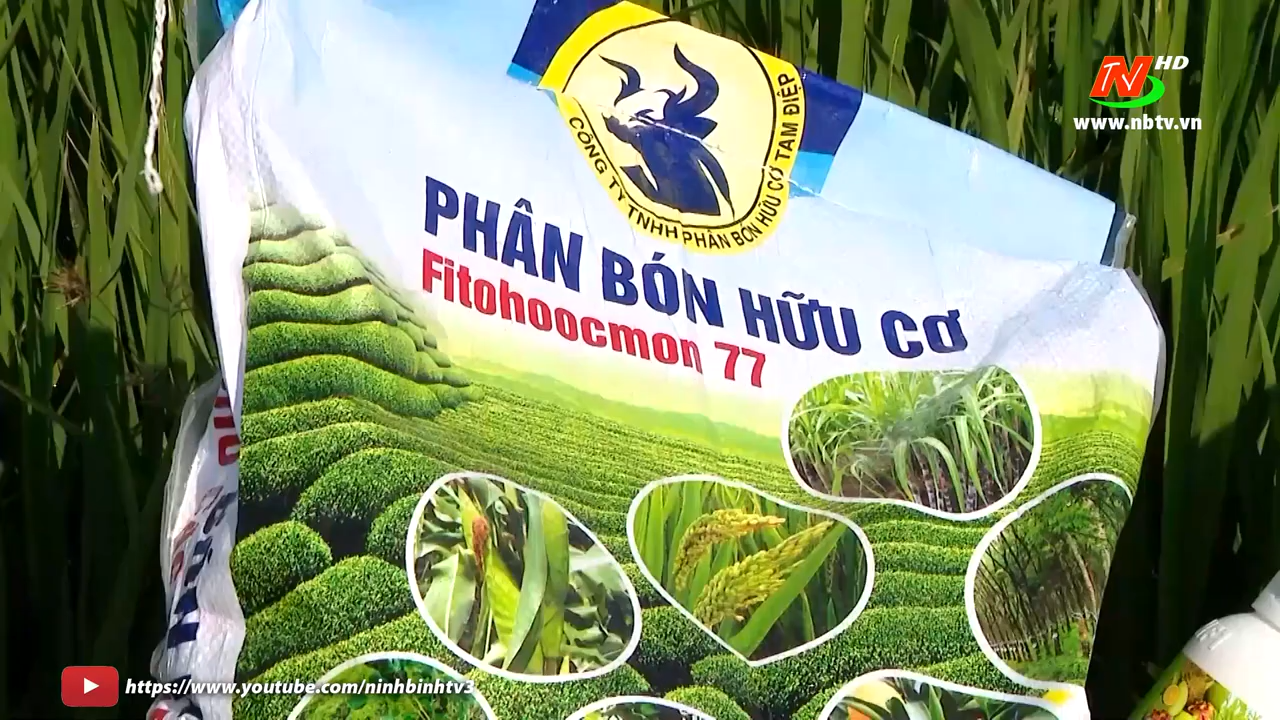 HD
www.nbtv.vn
CÔNG TY TNHH PHÂN BÓN HỮU CƠ TAM ĐIỆP
PHÂN BÓN HỮU CƠ
Fitohoocmon 77
https://www.youtube.com/ninhbinhtv3